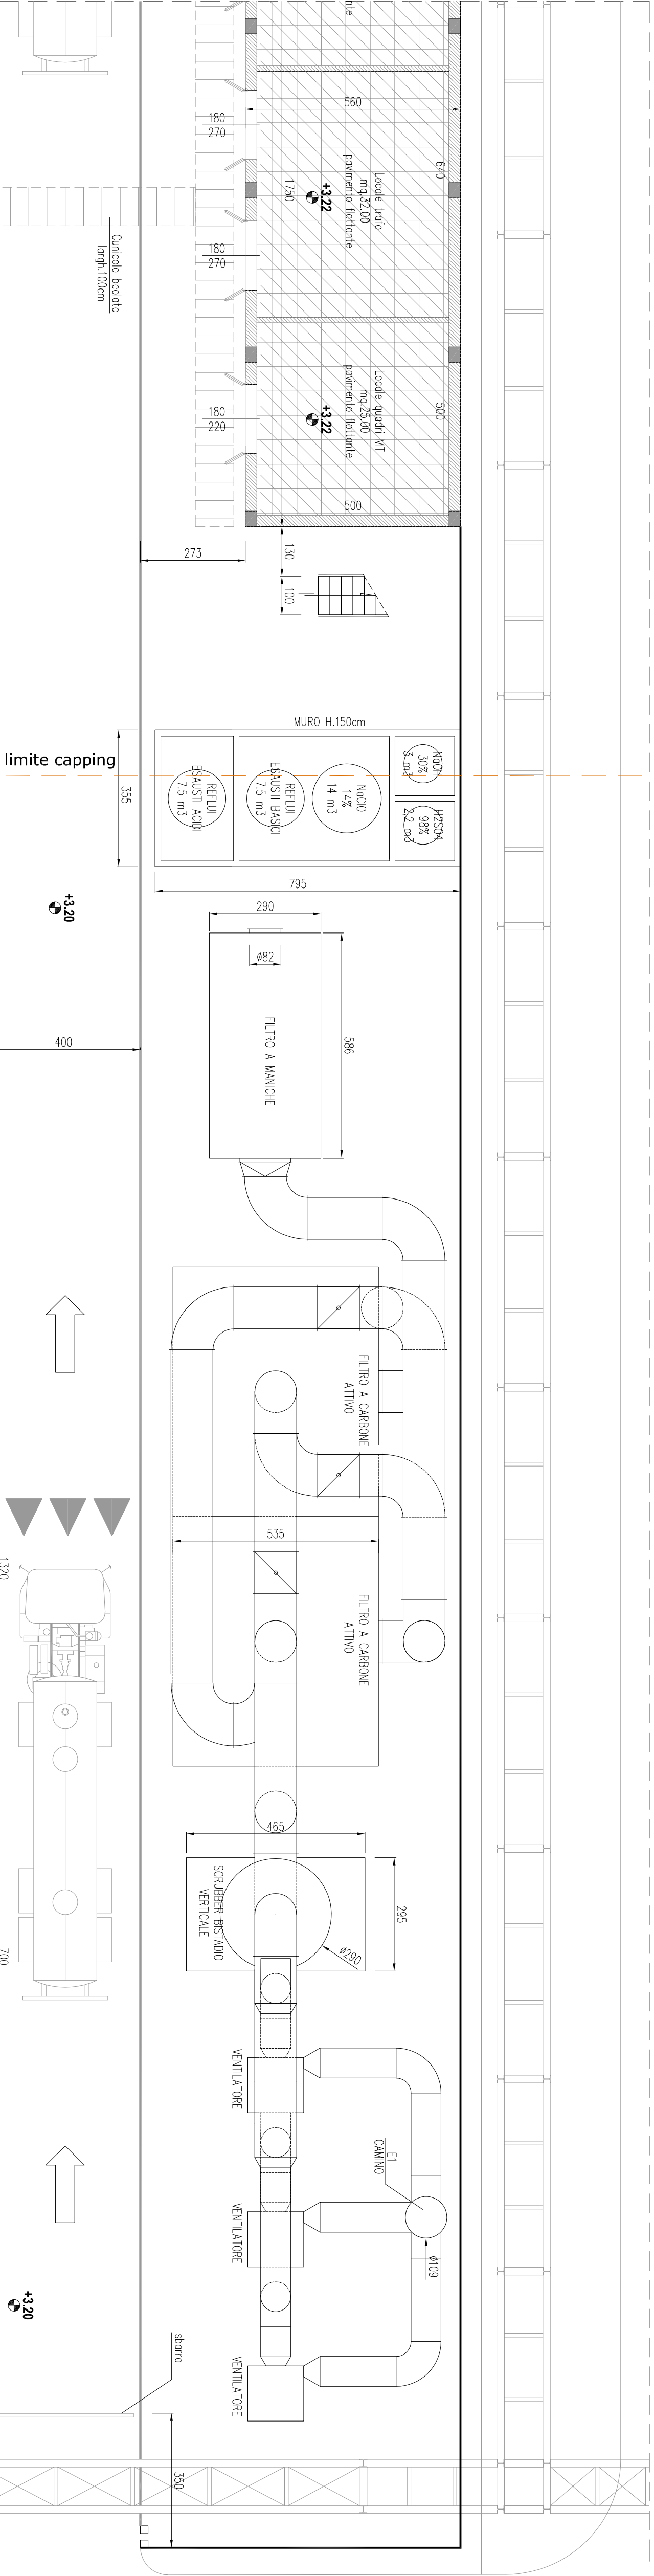 nte
560
640
180
270
Locale trafo
mq.32,00
pavimento flottante
+3.22
1750
Cunicolo beolato
largh.100cm
180
270
Locale quadri MT
mq.25,00
pavimento flottante
+3.22
500
180
220
500
273
130
100
MURO H.150cm
limite capping
355
REFLUI
ESAUSTI ACIDI
7.5 m3
REFLUI
ESAUSTI BASICI
7,5 m3
NaClO
14%
14 m3
NaOH
30%
3 m3
H2SO4
98%
2,2 m3
795
+3.20
290
ø82
586
FILTRO A MANICHE
400
FILTRO A CARBONE
ATTIVO
535
FILTRO A CARBONE
ATTIVO
1320
465
295
SCRUBBER BISTADIO
VERTICALE
ø290
700
VENTILATORE
E1
CAMINO
VENTILATORE
ø109
+3.20
VENTILATORE
sbarra
350